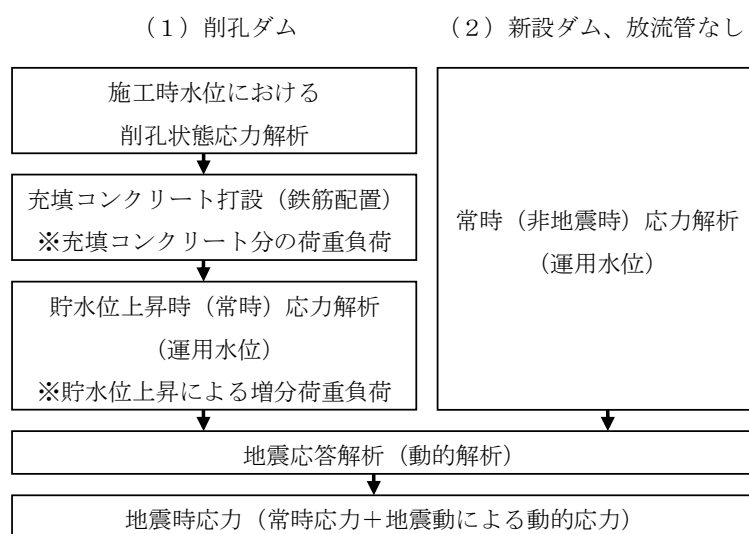 （１）削孔ダム
（２）新設ダム、放流管なし
施工時水位における
削孔状態応力解析
充填コンクリート打設（鉄筋配置）
※充填コンクリート分の荷重負荷
貯水位上昇時（常時）応力解析
（運用水位）
※貯水位上昇による増分荷重負荷
常時（非地震時）応力解析
（運用水位）
地震応答解析（動的解析）
地震時応力（常時応力＋地震動による動的応力）